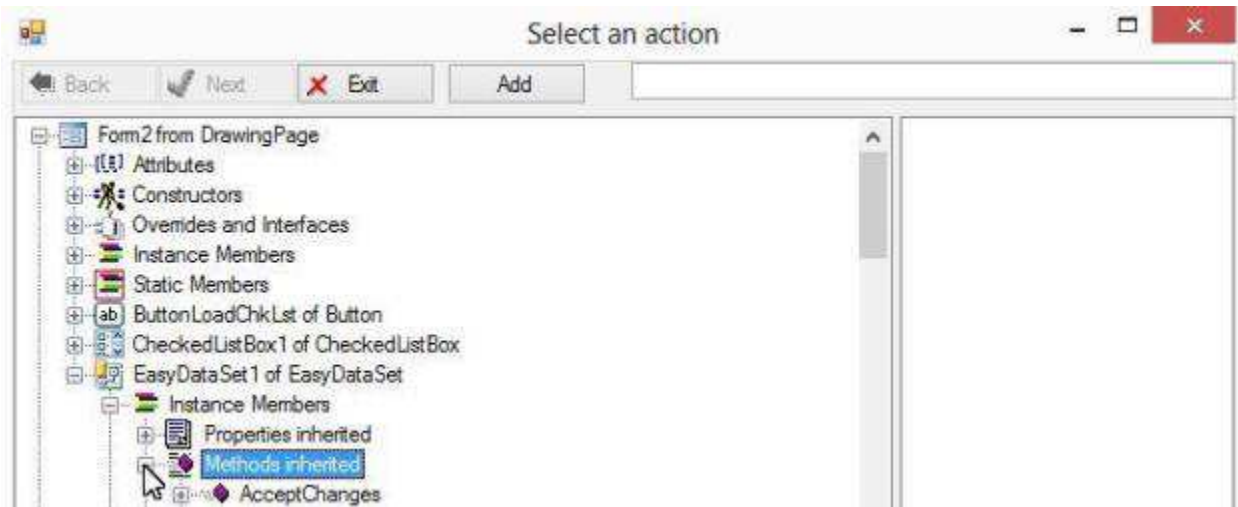 Select an action
Back Next Exit Add
Form2 from DrawingPage
Attributes
Constructors
Overrides and Interfaces
Instance Members
Static Members
ab ButtonLoadChkLst of Button
CheckedListBox1 of CheckedListBox
EasyDataSet1 of EasyDataSet
Instance Members
Properties inherited
Methods inherited
AcceptChanges